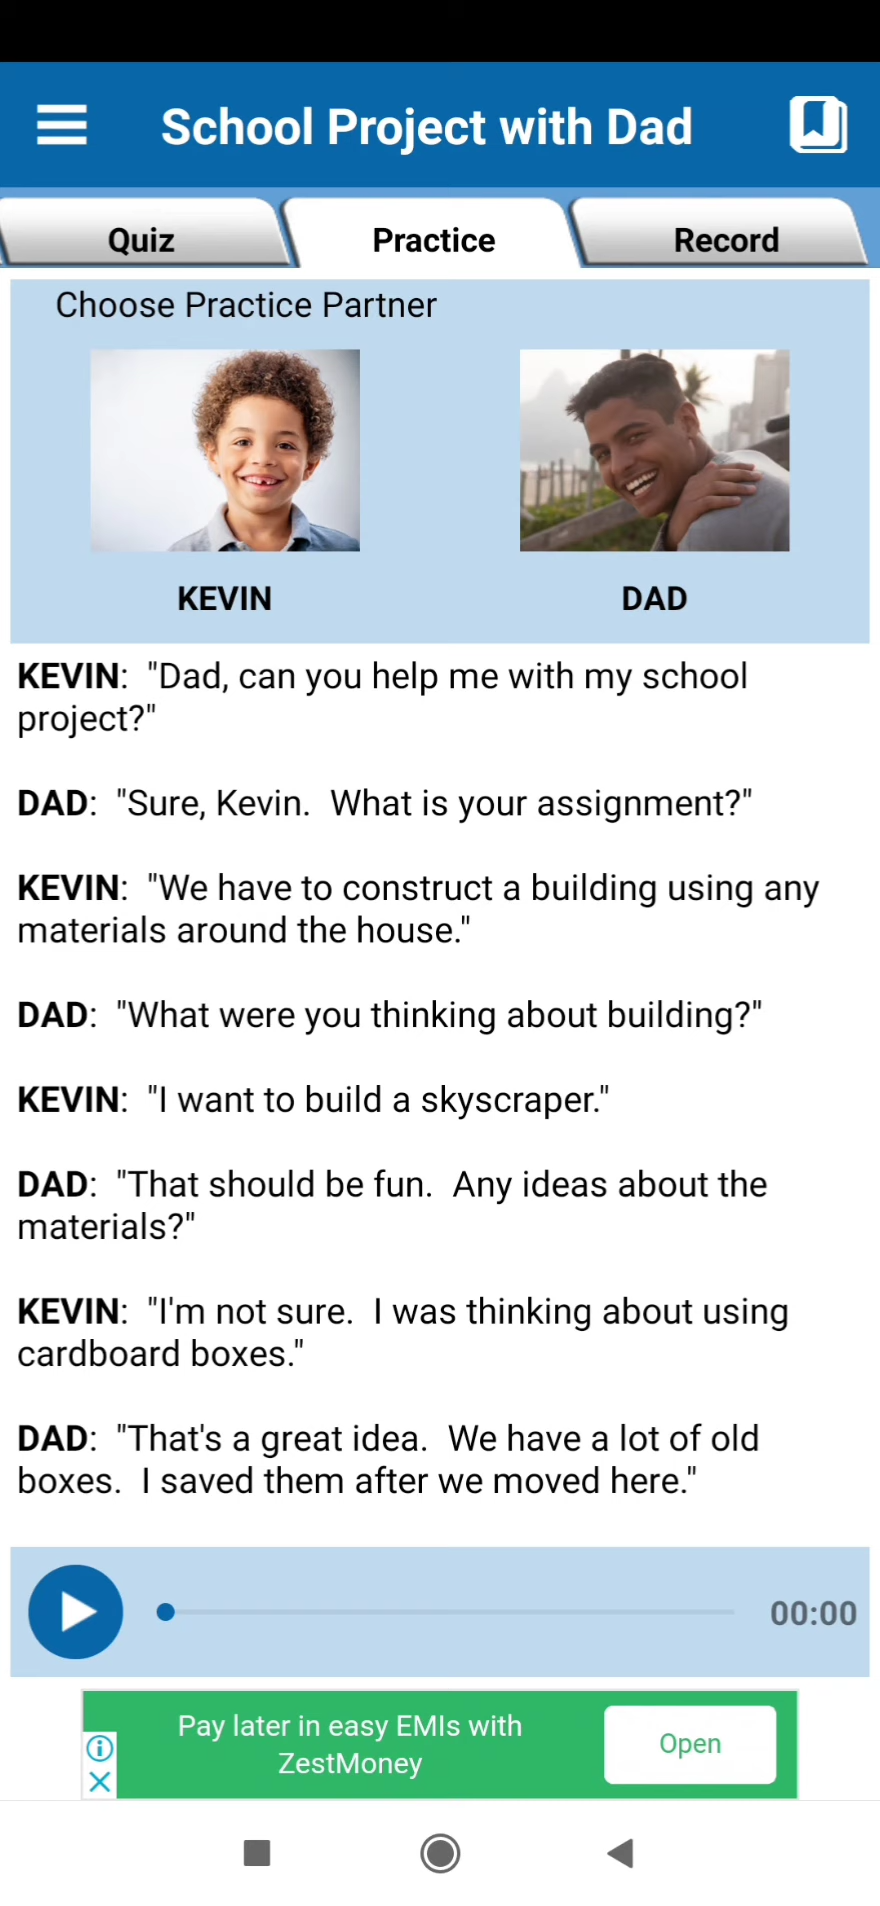 School Project with Dad
Quiz
Practice
Record
Choose Practice Partner
KEVIN
DAD
KEVIN:  "Dad, can you help me with my school
project?"
DAD:  "Sure, Kevin.  What is your assignment?"
KEVIN:  "We have to construct a building using any
materials around the house."
DAD:  "What were you thinking about building?"
KEVIN:  "I want to build a skyscraper."
DAD:  "That should be fun.  Any ideas about the
materials?"
KEVIN:  "I'm not sure.  I was thinking about using
cardboard boxes."
DAD:  "That's a great idea.  We have a lot of old
boxes.  I saved them after we moved here."
00:00
Pay later in easy EMIs with
ZestMoney
Open